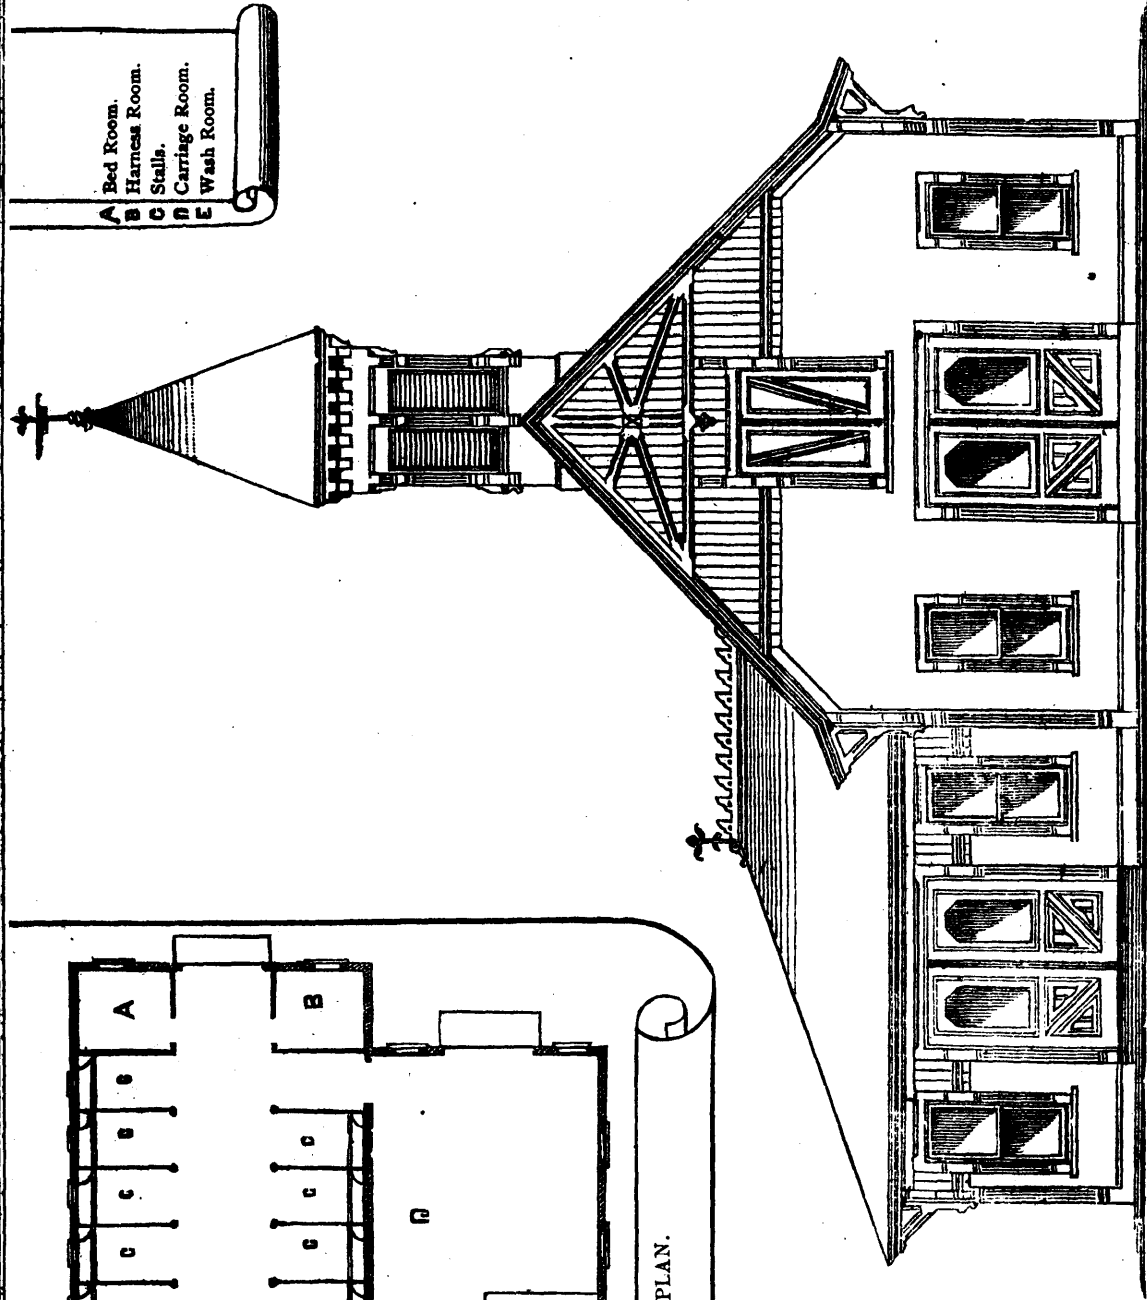 A Bed Room.
B Harness Room.
C Stalls.
D Carriage Room.
E Wash Room.
A
B
C
C
C
C
C
C
C
D
PLAN.